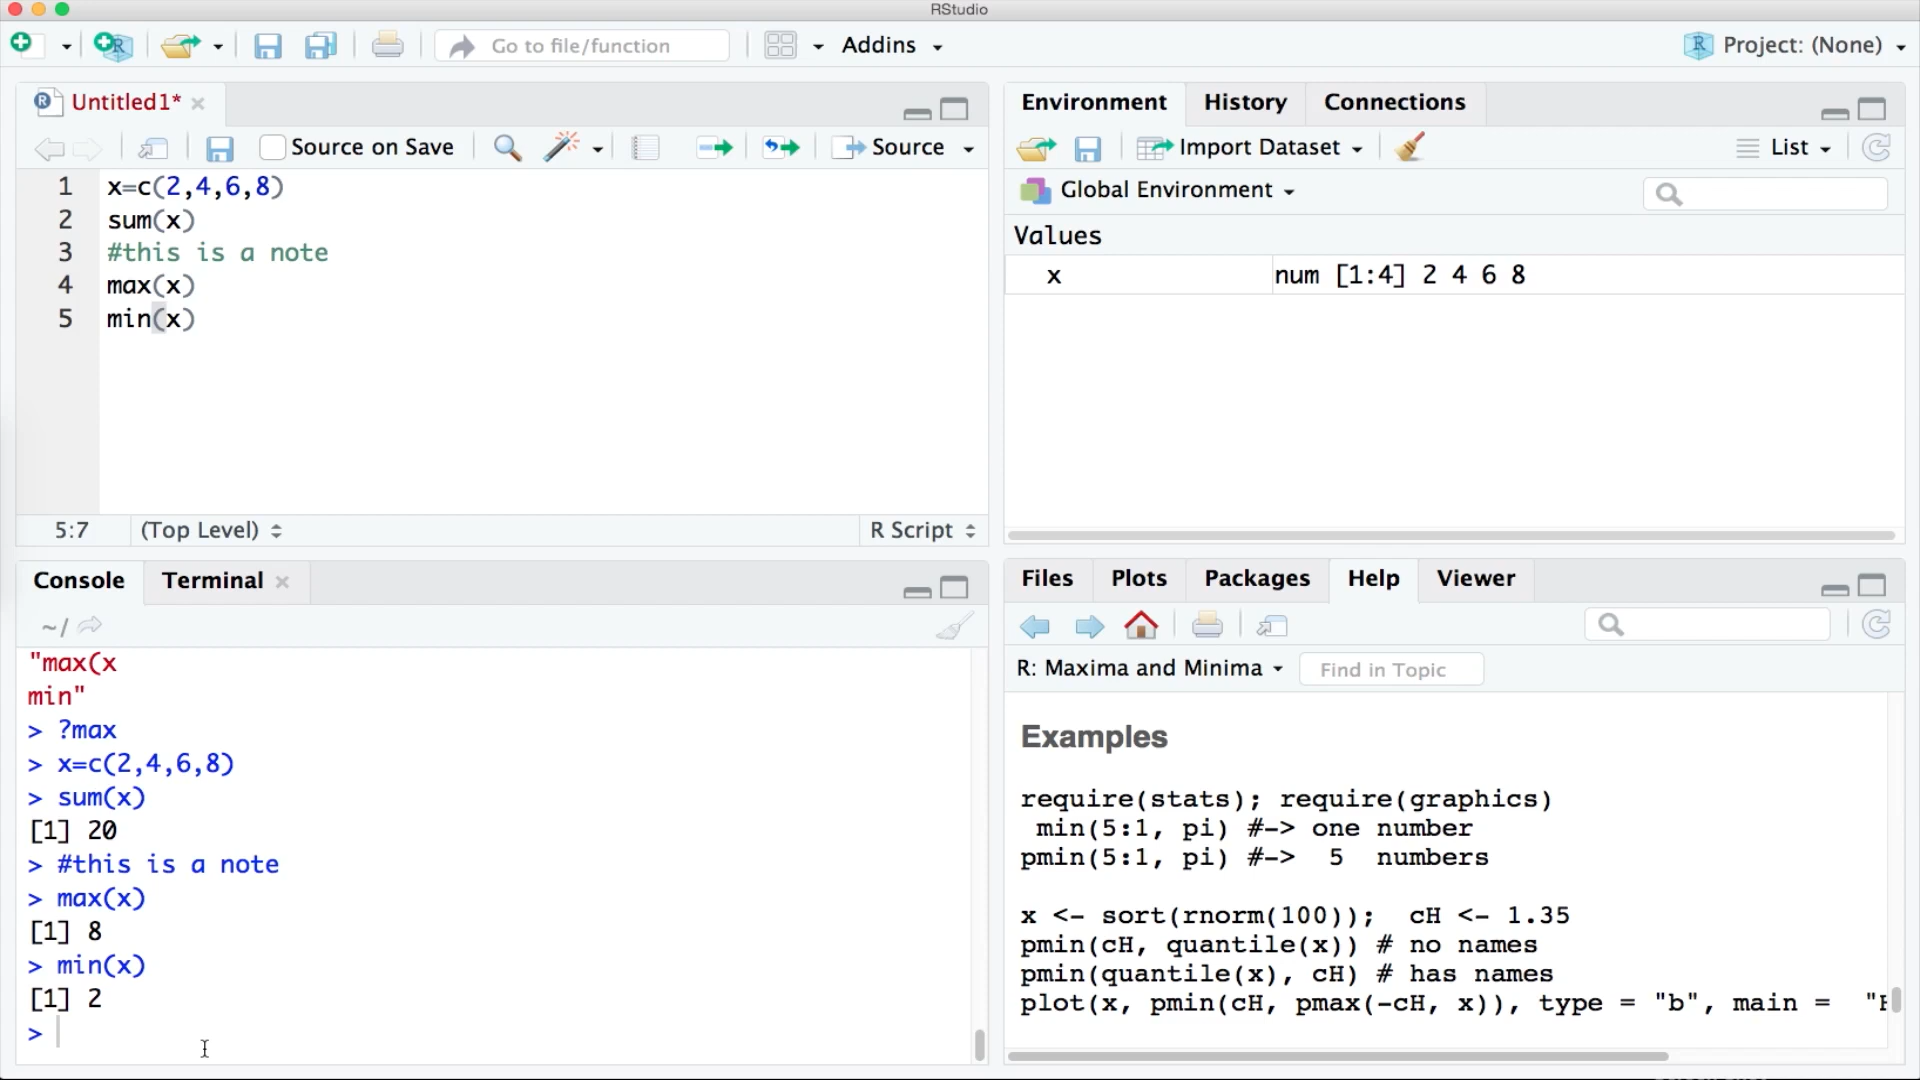 RStudio
Go to file/function
Addins
Project: (None)
Untitled1*
Source on Save
Source
1 x=c(2,4,6,8)
2 sum(x)
3 #this is a note
4 max(x)
5 min(x)
5:7 (Top Level) R Script
Console Terminal
~/
"max(x
min"
> ?max
> x=c(2,4,6,8)
> sum(x)
[1] 20
> #this is a note
> max(x)
[1] 8
> min(x)
[1] 2
>
Environment History Connections
Import Dataset List
Global Environment
Values
x num [1:4] 2 4 6 8
Files Plots Packages Help Viewer
R: Maxima and Minima Find in Topic
Examples
require(stats); require(graphics)
min(5:1, pi) #-> one number
pmin(5:1, pi) #-> 5 numbers
x <- sort(rnorm(100)); cH <- 1.35
pmin(cH, quantile(x)) # no names
pmin(quantile(x), cH) # has names
plot(x, pmin(cH, pmax(-cH, x)), type = "b", main =